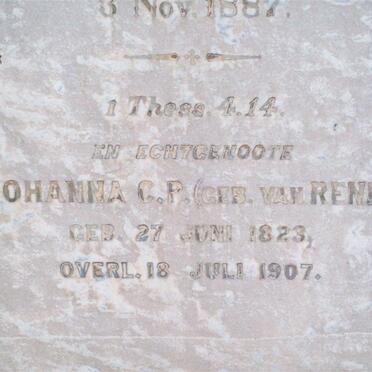 3 Nov. 1887.
1 Thess. 4.14.
EN ECHTGENOOTE
OHANNA C.P. (GEB. VAN REN
GEB. 27 JUNI 1823,
OVERL. 18 JULI 1907.